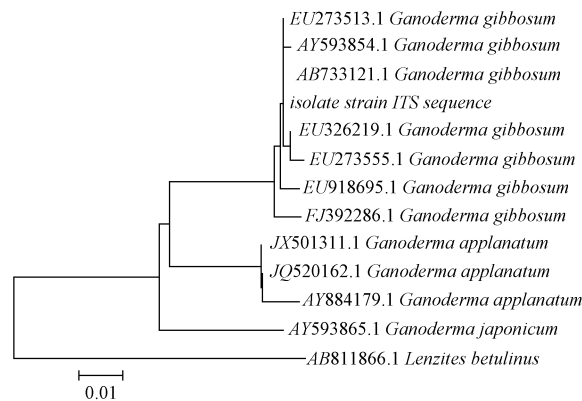 EU273513.1 Ganoderma gibbosum
AY593854.1 Ganoderma gibbosum
AB733121.1 Ganoderma gibbosum
isolate strain ITS sequence
EU326219.1 Ganoderma gibbosum
EU273555.1 Ganoderma gibbosum
EU918695.1 Ganoderma gibbosum
FJ392286.1 Ganoderma gibbosum
JX501311.1 Ganoderma applanatum
JQ520162.1 Ganoderma applanatum
AY884179.1 Ganoderma applanatum
AY593865.1 Ganoderma japonicum
AB811866.1 Lenzites betulinus
0.01